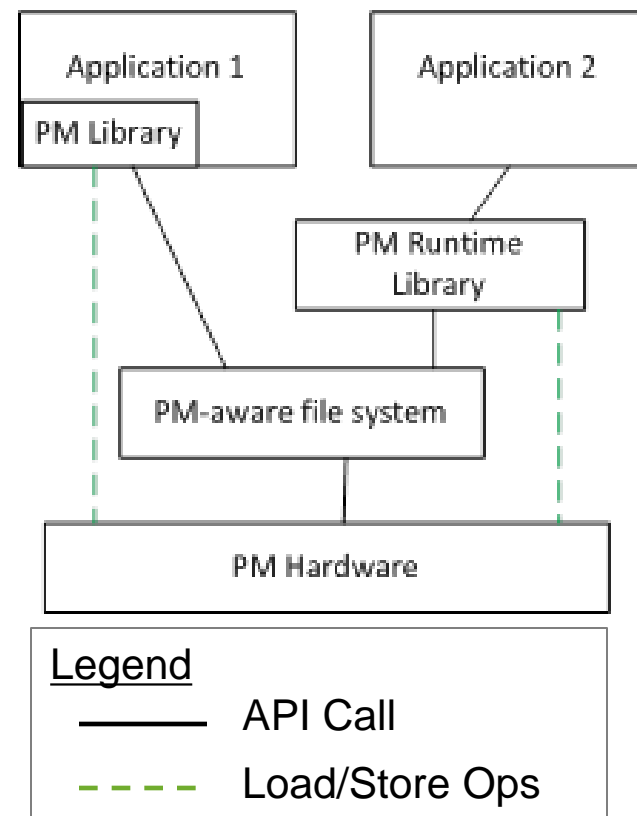 Application 1
Application 2
PM Library
PM Runtime
Library
PM-aware file system
PM Hardware
Legend
API Call
Load/Store Ops